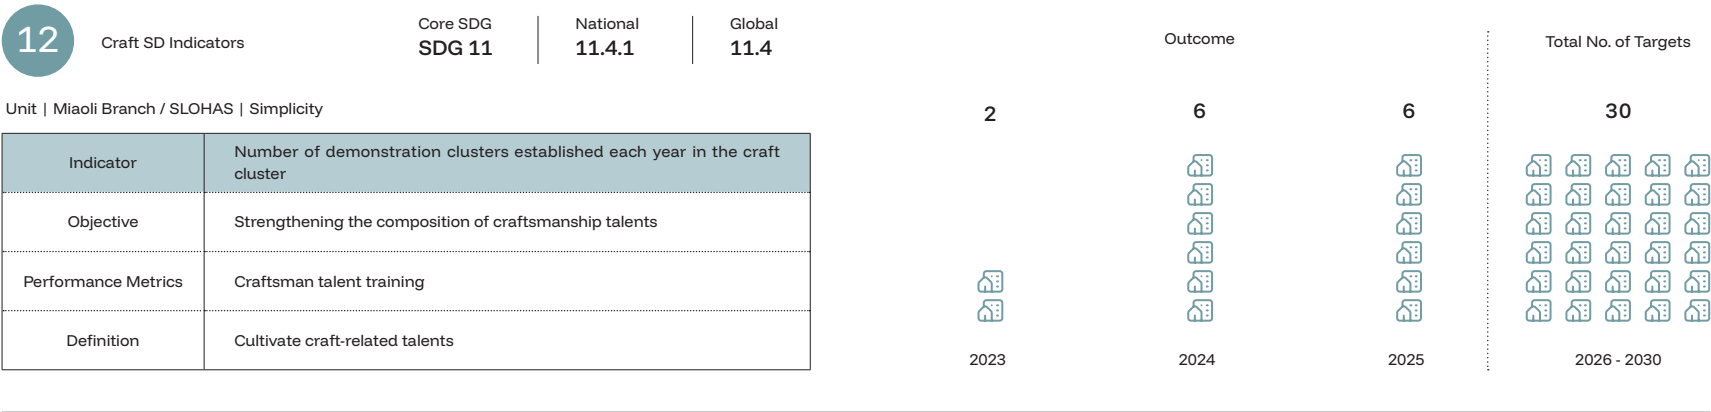 12
Craft SD Indicators
Core SDG
SDG 11
National
11.4.1
Global
11.4
Outcome
Total No. of Targets
Unit | Miaoli Branch / SLOHAS | Simplicity
2
6
6
30
Indicator
Number of demonstration clusters established each year in the craft
cluster
Objective
Strengthening the composition of craftsmanship talents
Performance Metrics
Craftsman talent training
Definition
Cultivate craft-related talents
2023
2024
2025
2026 - 2030